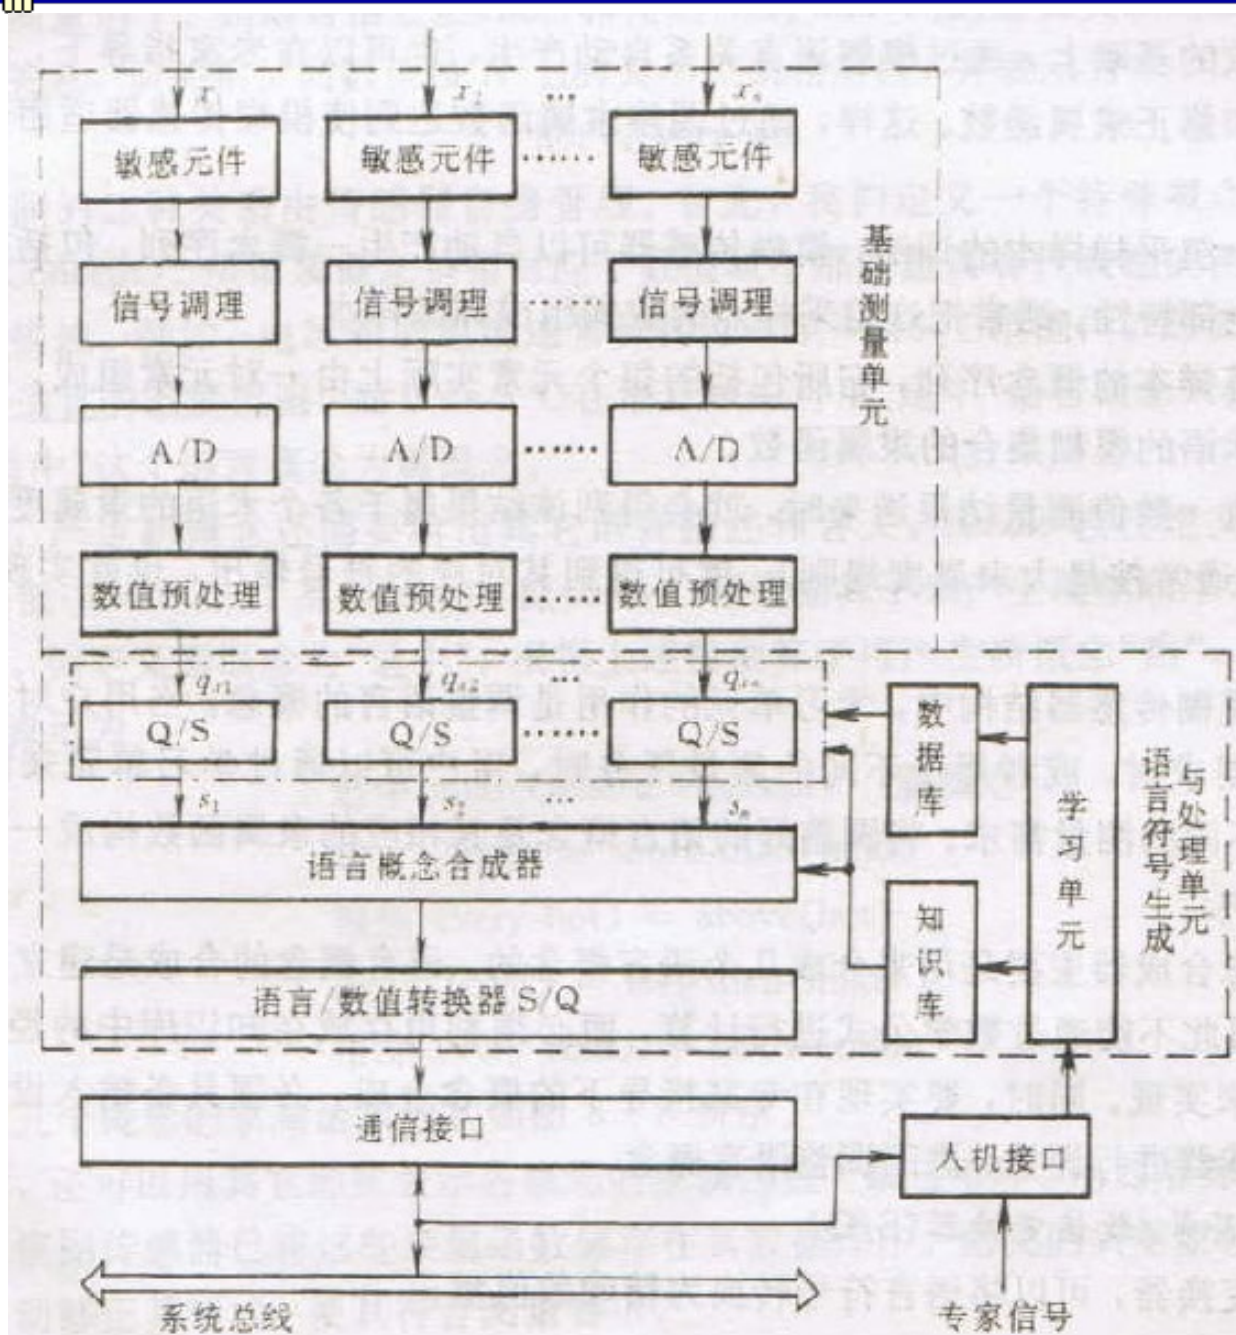 x₁ x₂ … xₙ
敏感元件 敏感元件 …… 敏感元件
信号调理 信号调理 …… 信号调理
基础测量单元
A/D A/D …… A/D
数值预处理 数值预处理 …… 数值预处理
… 
Q/S Q/S …… Q/S
s₁ s₂ … sₙ
数据库
学习单元
语言符号生成
与处理单元
语言概念合成器
知识库
语言/数值转换器 S/Q
通信接口
人机接口
系统总线
专家信号